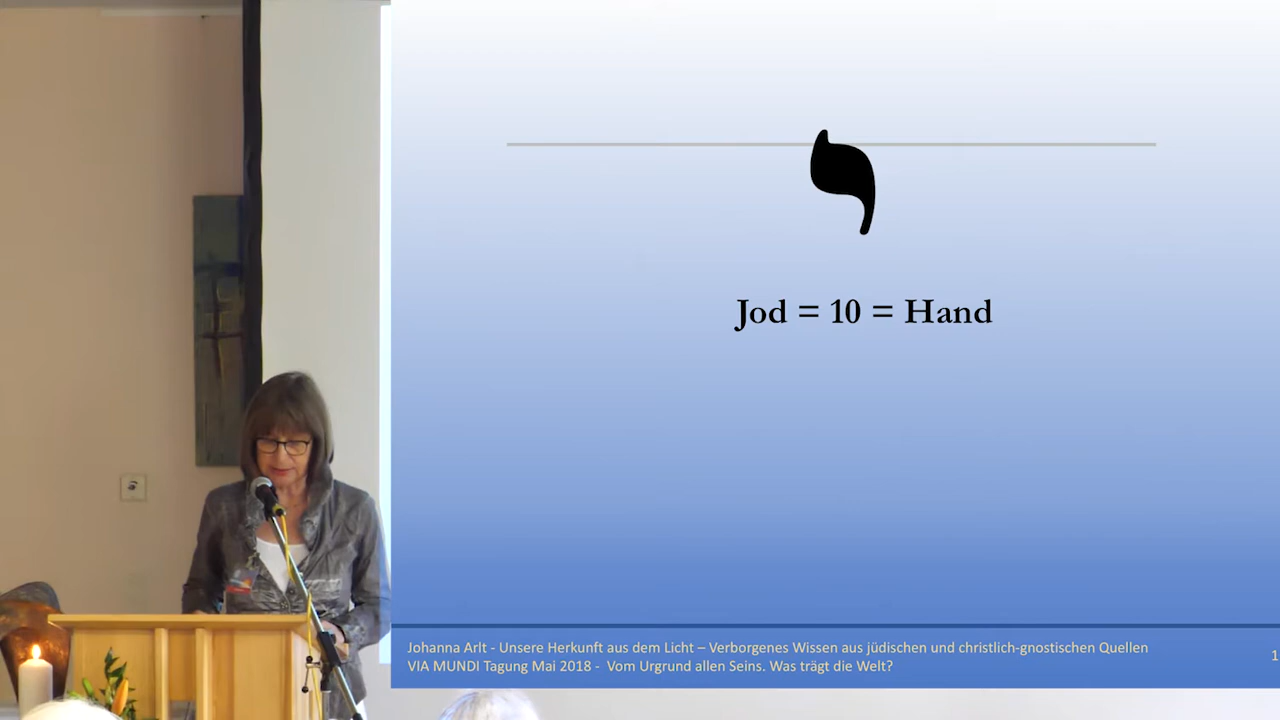 י
Jod = 10 = Hand
Johanna Arlt - Unsere Herkunft aus dem Licht – Verborgenes Wissen aus jüdischen und christlich-gnostischen Quellen
VIA MUNDI Tagung Mai 2018 - Vom Urgrund allen Seins. Was trägt die Welt?